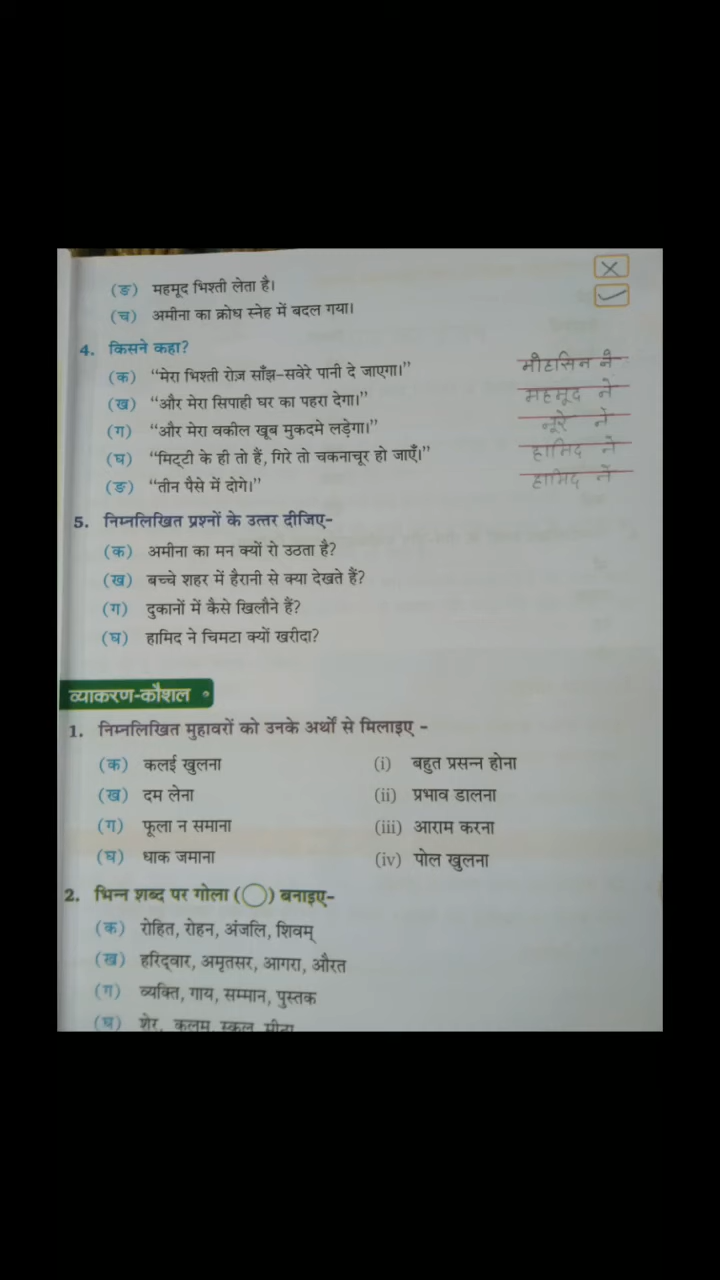 (ङ) महमूद भिश्ती लेता है।
(च) अमीना का क्रोध स्नेह में बदल गया।
4. किसने कहा?
(क) “मेरा भिश्ती रोज़ साँझ-सवेरे पानी दे जाएगा।” मोहसिन ने
(ख) “और मेरा सिपाही घर का पहरा देगा।” महमूद ने
(ग) “और मेरा वकील खूब मुकदमे लड़ेगा।” नूरे ने
(घ) “मिट्टी के ही तो हैं, गिरे तो चकनाचूर हो जाएँ।” हामिद ने
(ङ) “तीन पैसे में दोगे।” हामिद ने
5. निम्नलिखित प्रश्नों के उत्तर दीजिए-
(क) अमीना का मन क्यों रो उठता है?
(ख) बच्चे शहर में हैरानी से क्या देखते हैं?
(ग) दुकानों में कैसे खिलौने हैं?
(घ) हामिद ने चिमटा क्यों खरीदा?
व्याकरण-कौशल
1. निम्नलिखित मुहावरों को उनके अर्थों से मिलाइए -
(क) कलई खुलना (i) बहुत प्रसन्न होना
(ख) दम लेना (ii) प्रभाव डालना
(ग) फूला न समाना (iii) आराम करना
(घ) धाक जमाना (iv) पोल खुलना
2. भिन्न शब्द पर गोला (◯) बनाइए-
(क) रोहित, रोहन, अंजलि, शिवम्
(ख) हरिद्वार, अमृतसर, आगरा, औरत
(ग) व्यक्ति, गाय, सम्मान, पुस्तक
(घ) शेर, कलम, स्कूल,